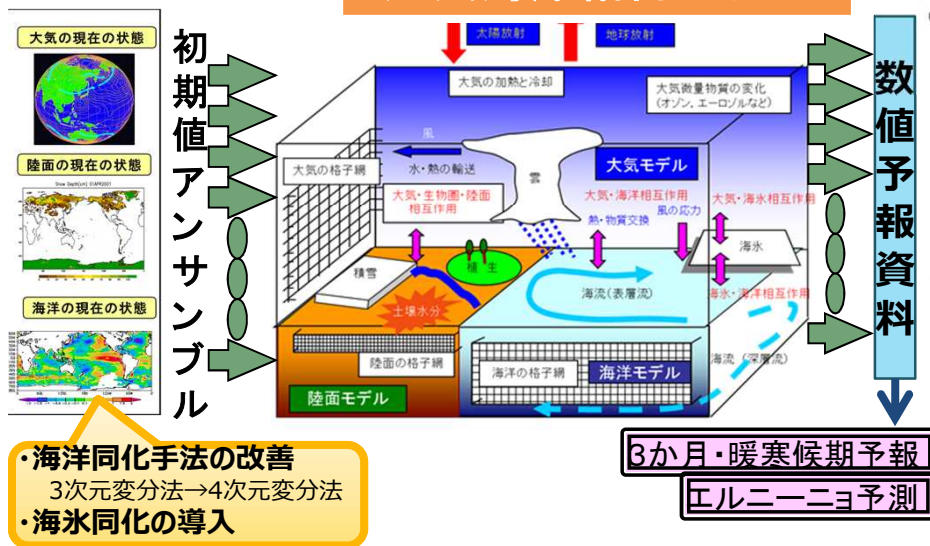 大気の現在の状態
陸面の現在の状態
Snow Depth(cm) 01APR2001
海洋の現在の状態
初期値アンサンブル
太陽放射
地球放射
大気の加熱と冷却
大気微量物質の変化
(オゾン,エーロゾルなど)
風
大気の格子網
水・熱の輸送
雲
大気モデル
大気・生物圏・陸面
相互作用
大気・海洋相互作用
熱・物質交換
風の応力
大気・海氷相互作用
海氷
積雪
植生
土壌水分
海流(表層流)
海氷・海洋相互作用
陸面の格子網
海洋の格子網
海流(深層流)
陸面モデル
海洋モデル
数値予報資料
・海洋同化手法の改善
3次元変分法→4次元変分法
・海氷同化の導入
3か月・暖寒候期予報
エルニーニョ予測